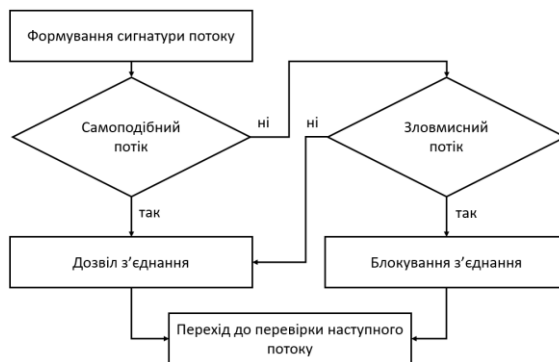 Формування сигнатури потоку
Самоподібний
потік
ні
ні
Зловмисний
потік
так
так
Дозвіл з’єднання
Блокування з’єднання
Перехід до перевірки наступного
потоку